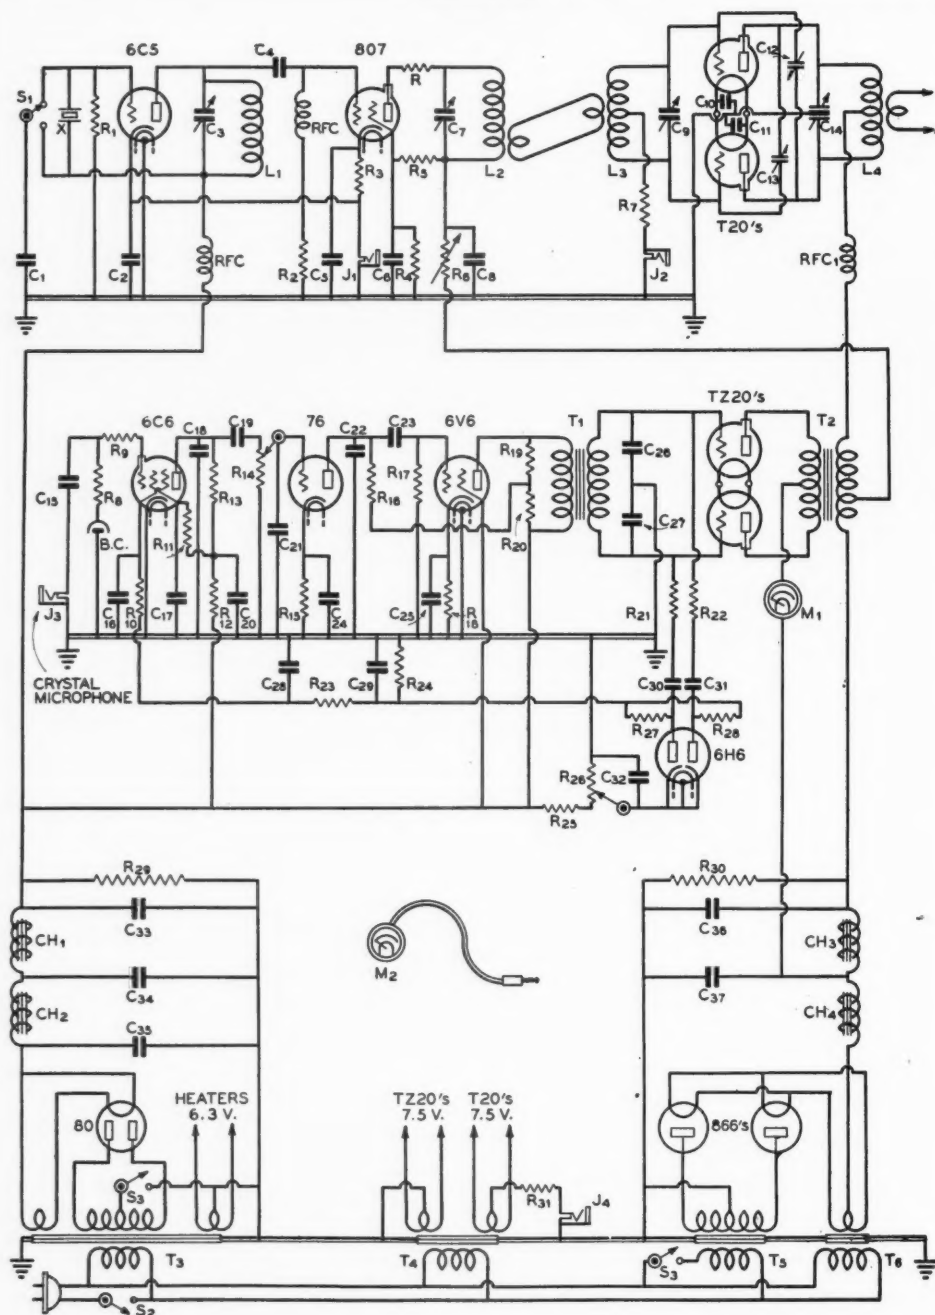 6C5
C4
807
S1
X
R1
C3
L1
RFC
R
C7
R3
R5
L2
L3
C9
C12
C10
C11
C14
C13
L4
T20's
R7
C1
C2
RFC
R2
C5
J1
C6
R4
R6
C8
J2
RFC1
6C6
C18
C19
76
C22
C23
6V6
T1
TZ20's
T2
R9
R8
C15
B.C.
R11
R13
R14
C21
R16
R17
R19
R20
C26
C27
M1
J3
C16
R10
C17
R12
C20
R15
C24
C25
R18
R21
R22
CRYSTAL
MICROPHONE
C28
R23
C29
R24
C30
C31
R27
R28
6H6
R26
C32
R25
R29
R30
C33
C36
CH1
CH3
M2
C34
C37
CH2
CH4
C35
80
HEATERS
6.3 V.
TZ20's
7.5 V.
T20's
7.5 V.
866's
S3
R31
J4
T3
T4
S3
T5
T6
S2